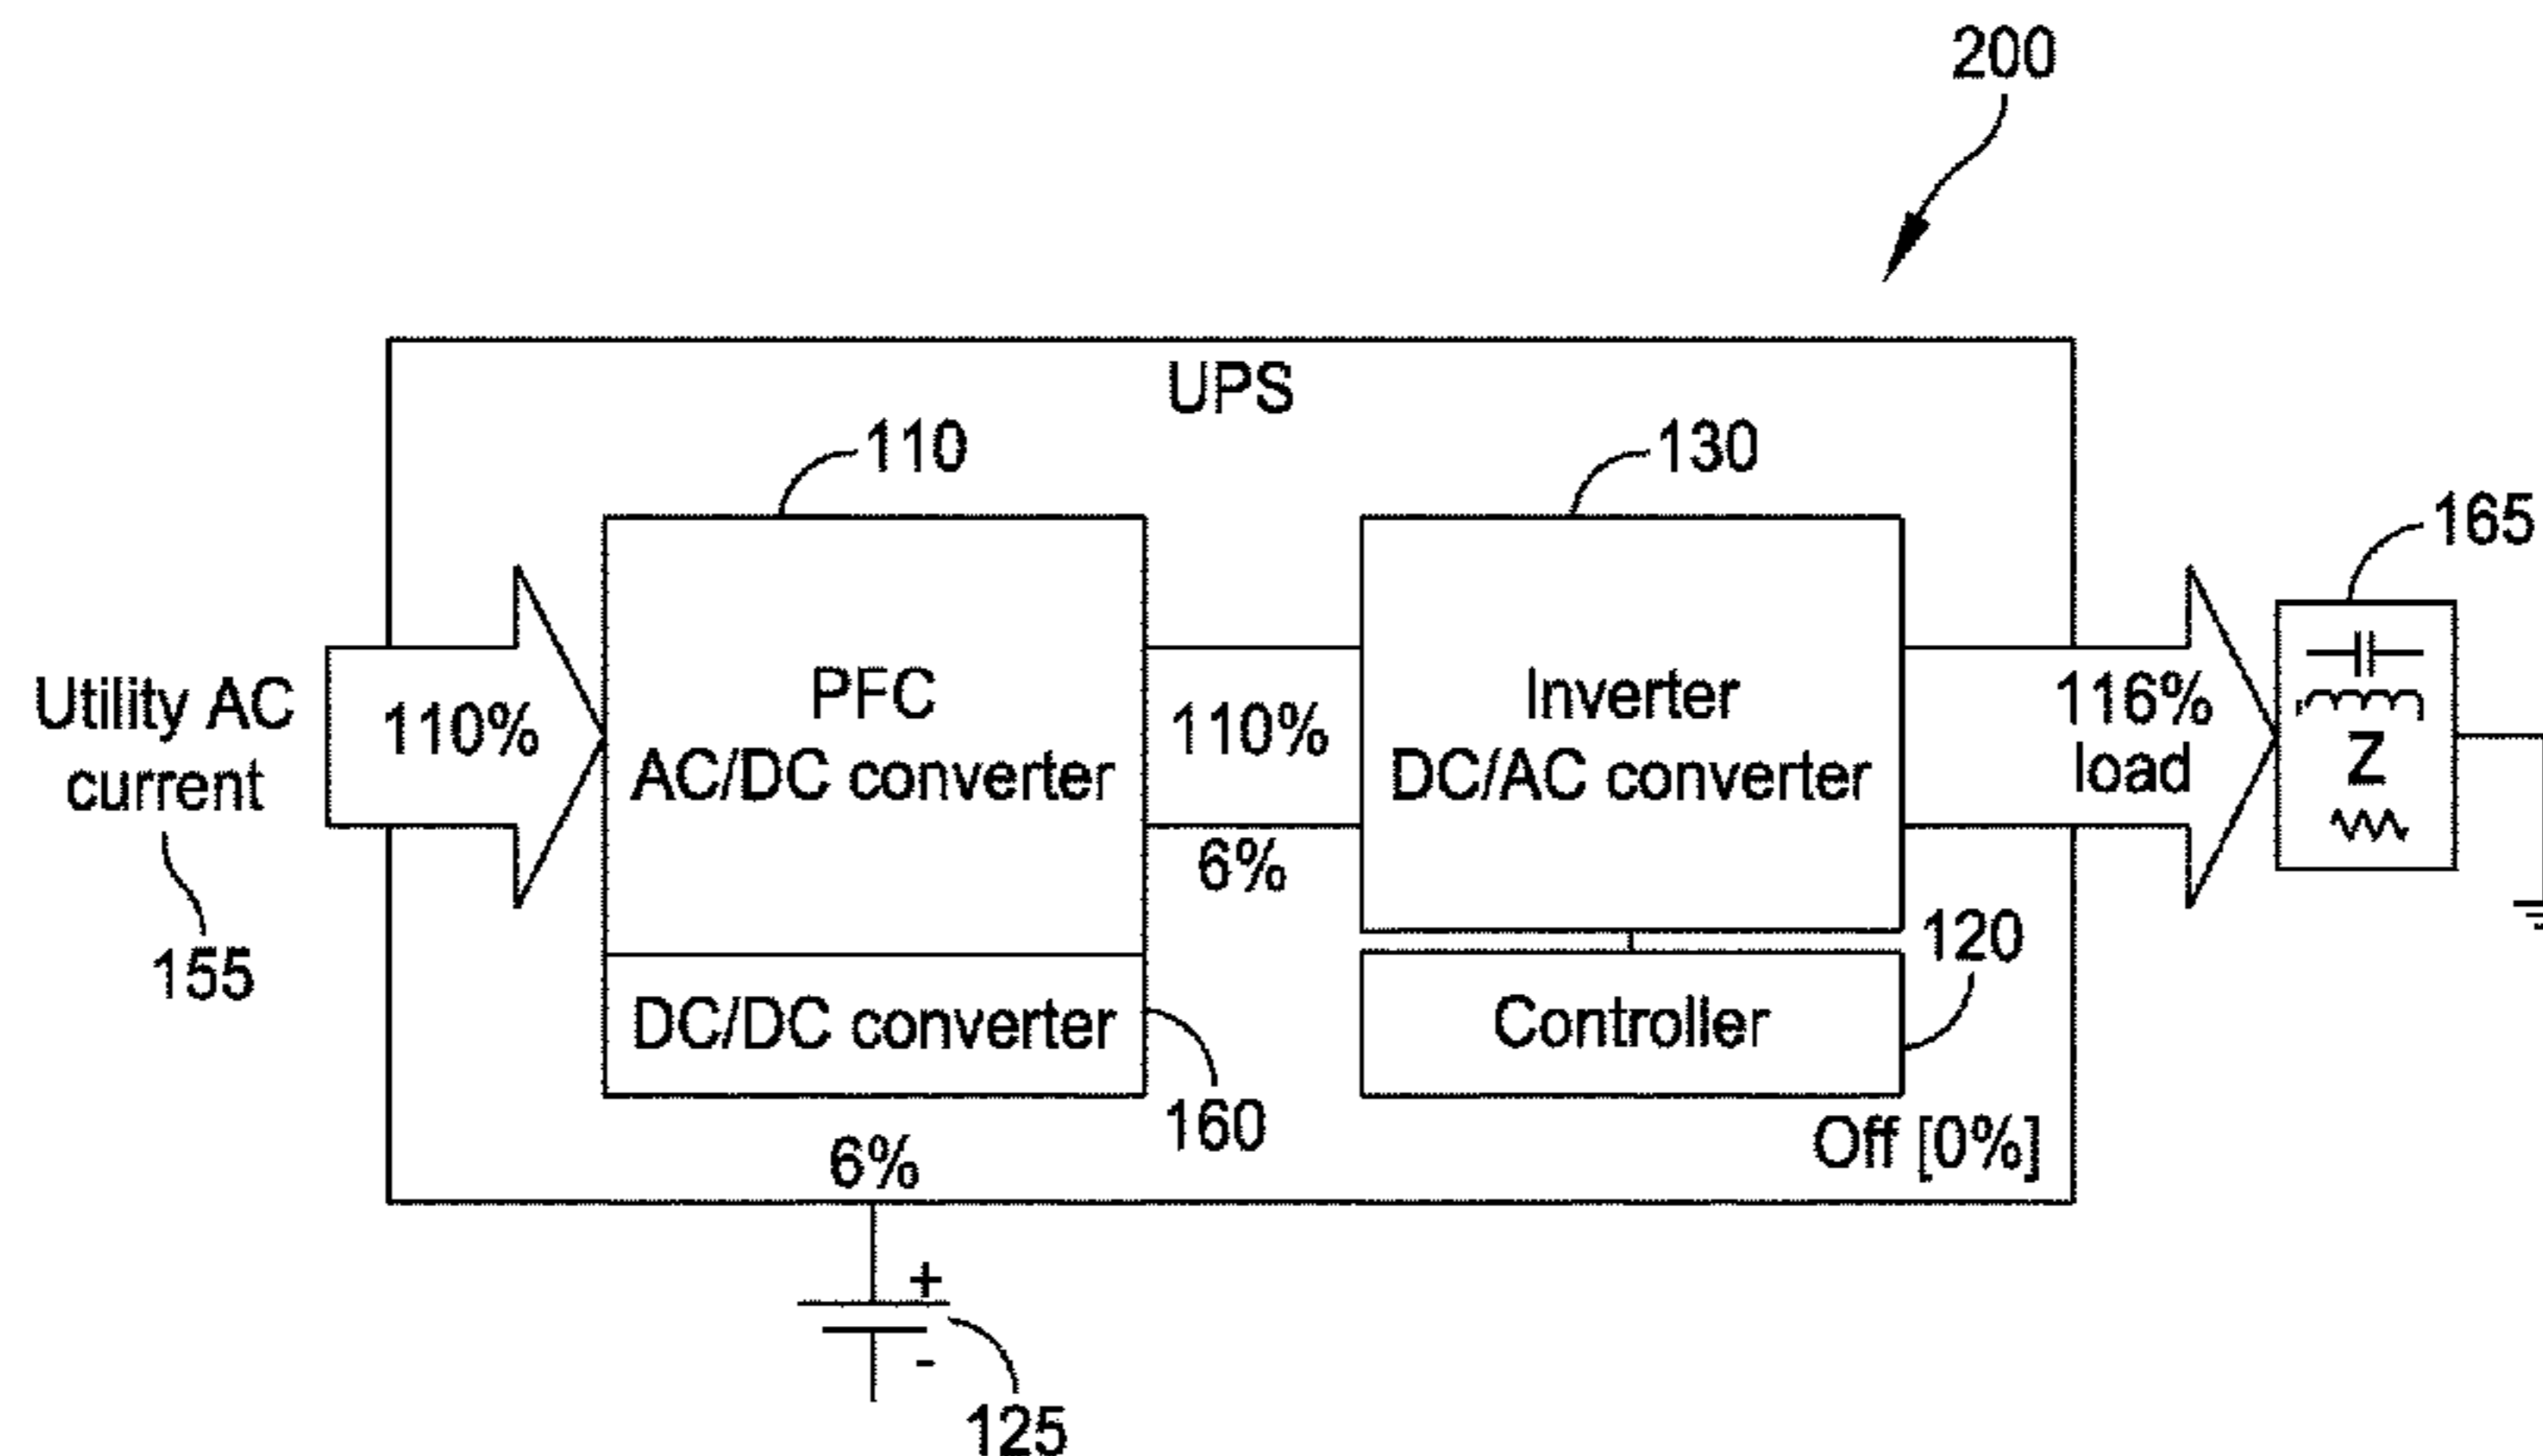 200
UPS
110
130
165
Utility AC
current
155
110%
PFC
AC/DC converter
110%
6%
Inverter
DC/AC converter
116%
load
Z
120
DC/DC converter
160
Controller
Off [0%]
6%
+
-
125